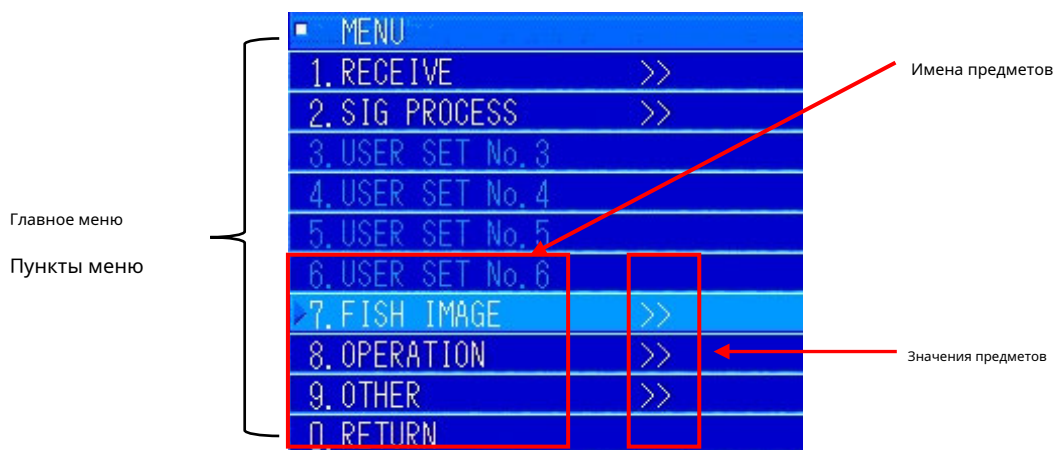 MENU
1.RECEIVE >>
2.SIG PROCESS >>
3.USER SET No.3
4.USER SET No.4
5.USER SET No.5
6.USER SET No.6
7.FISH IMAGE >>
8.OPERATION >>
9.OTHER >>
0.RETURN
Главное меню
Пункты меню
Имена предметов
Значения предметов